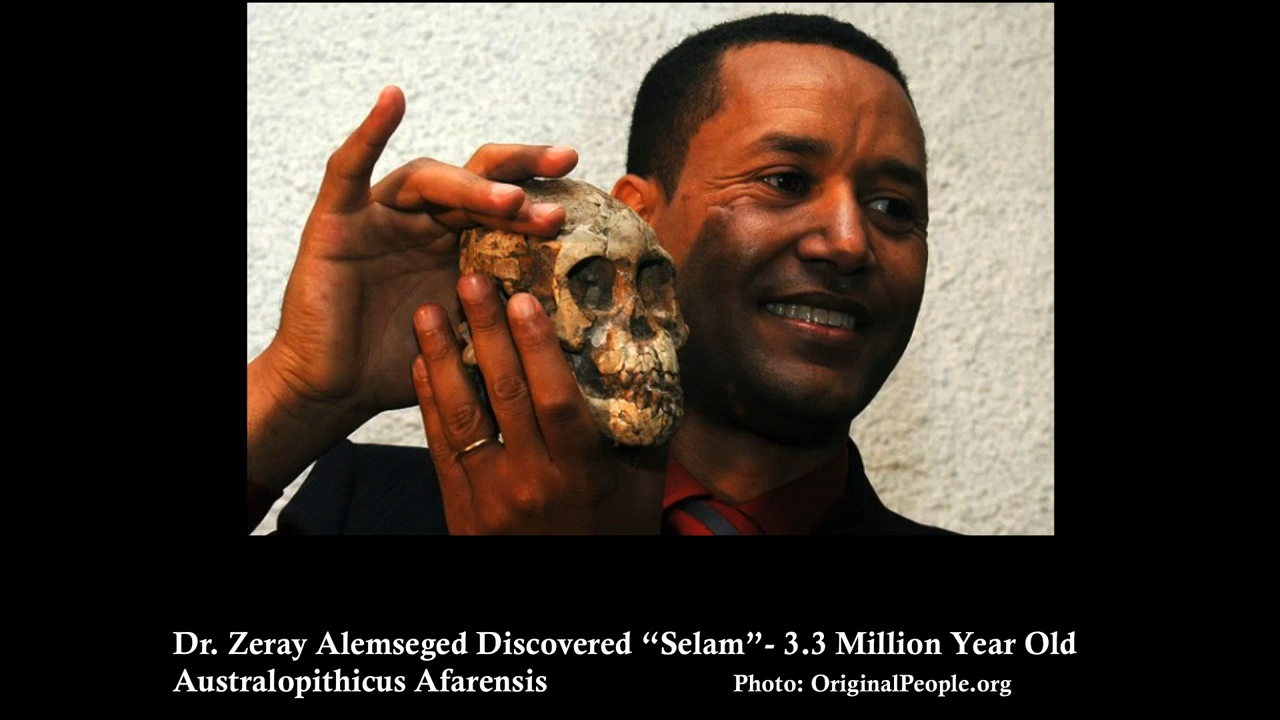 Dr. Zeray Alemseged Discovered “Selam”- 3.3 Million Year Old
Australopithicus Afarensis Photo: OriginalPeople.org